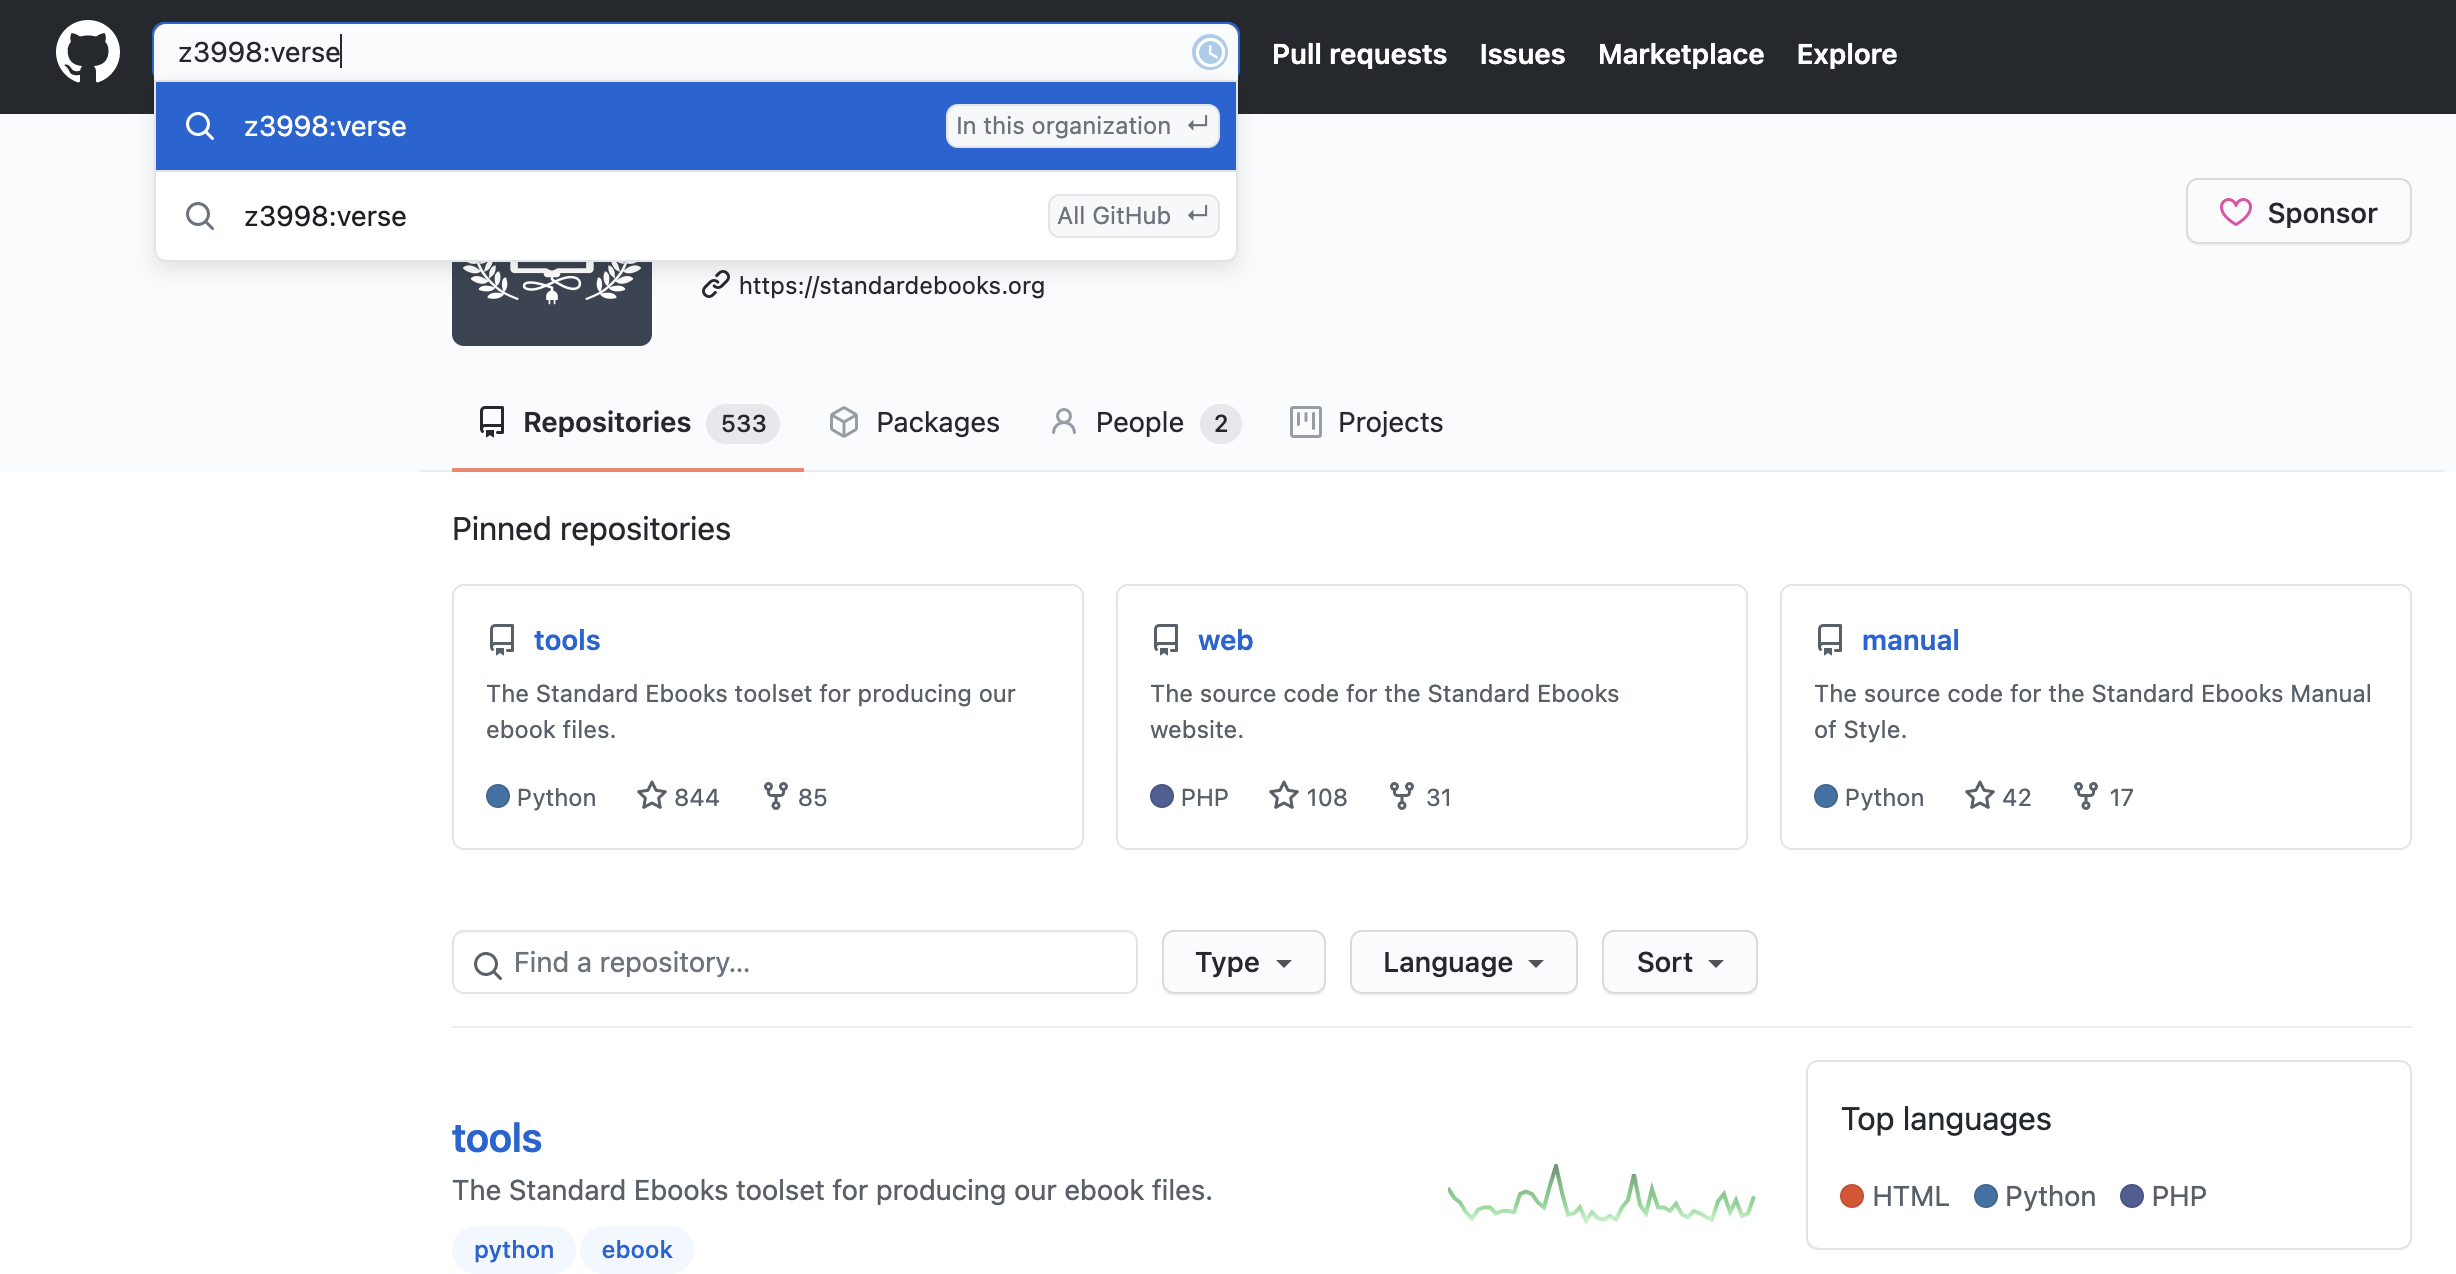 z3998:verse
Pull requests Issues Marketplace Explore
z3998:verse In this organization
z3998:verse All GitHub
Sponsor
https://standardebooks.org
Repositories 533 Packages People 2 Projects
Pinned repositories
tools
The Standard Ebooks toolset for producing our
ebook files.
Python 844 85
web
The source code for the Standard Ebooks
website.
PHP 108 31
manual
The source code for the Standard Ebooks Manual
of Style.
Python 42 17
Find a repository...
Type Language Sort
tools
The Standard Ebooks toolset for producing our ebook files.
python ebook
Top languages
HTML Python PHP